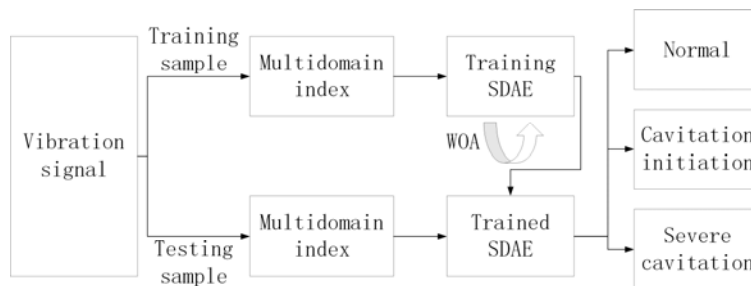 Vibration
signal
Training
sample
Multidomain
index
Training
SDAE
WOA
Testing
sample
Multidomain
index
Trained
SDAE
Normal
Cavitation
initiation
Severe
cavitation